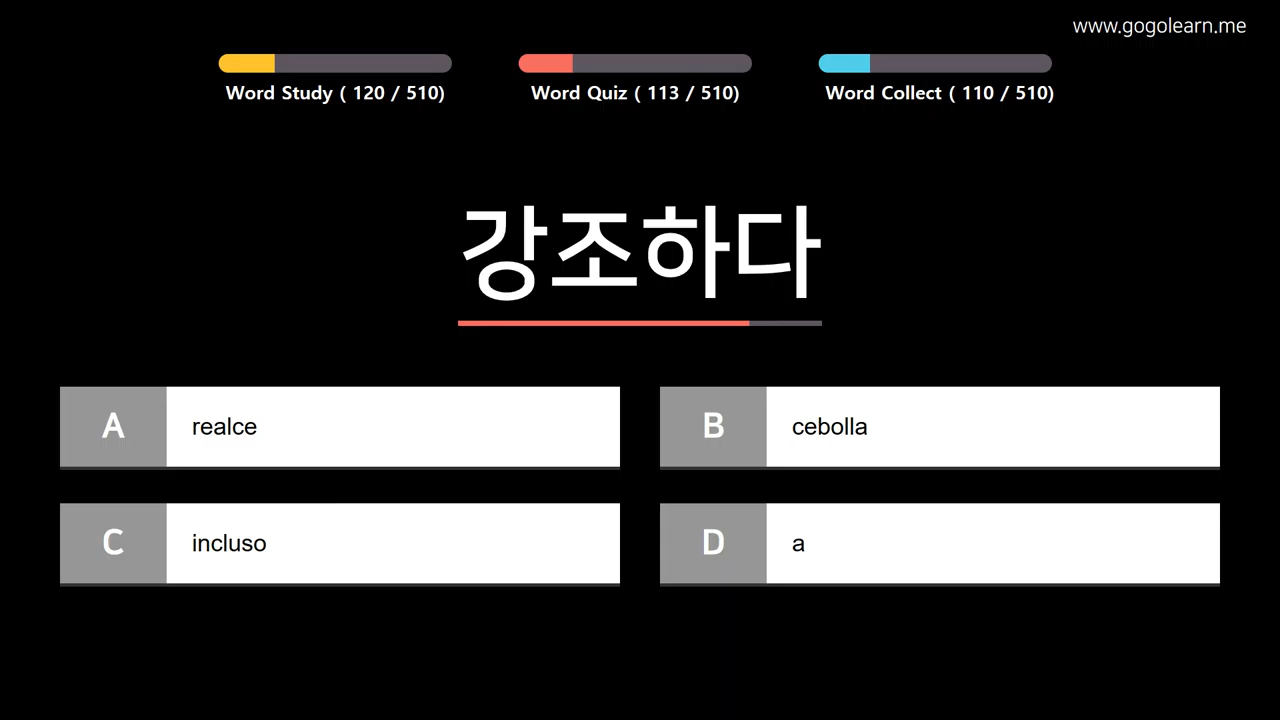 www.gogolearn.me
Word Study ( 120 / 510)
Word Quiz ( 113 / 510)
Word Collect ( 110 / 510)
강조하다
A realce
B cebolla
C incluso
D a